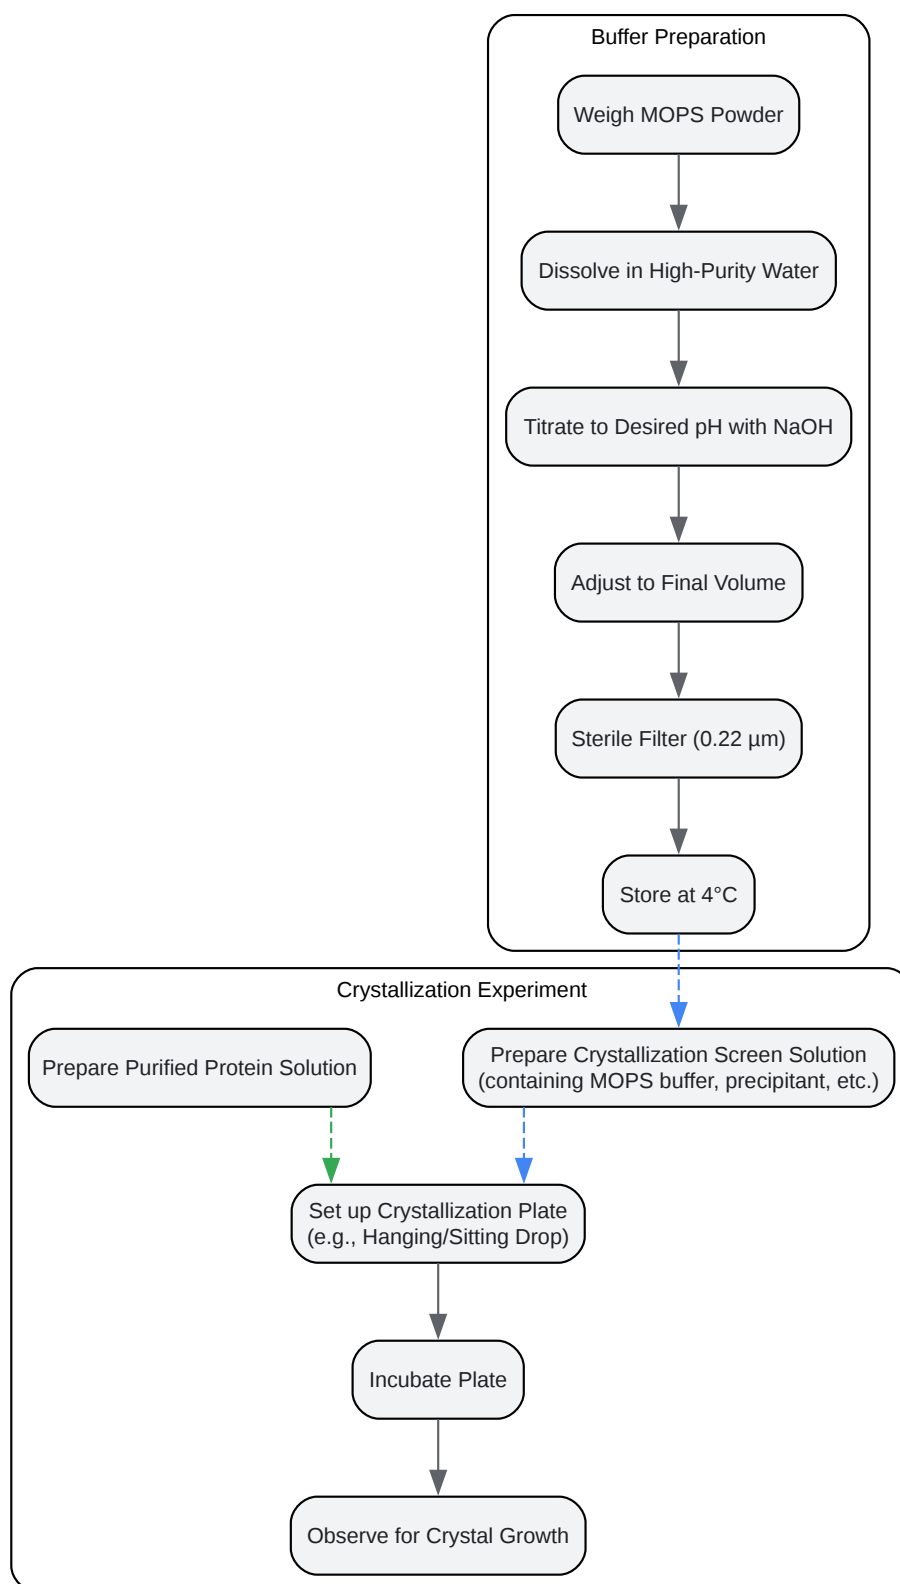 Buffer Preparation
Weigh MOPS Powder
Dissolve in High-Purity Water
Titrate to Desired pH with NaOH
Adjust to Final Volume
Sterile Filter (0.22 µm)
Store at 4°C
Crystallization Experiment
Prepare Purified Protein Solution
Prepare Crystallization Screen Solution
(containing MOPS buffer, precipitant, etc.)
Set up Crystallization Plate
(e.g., Hanging/Sitting Drop)
Incubate Plate
Observe for Crystal Growth